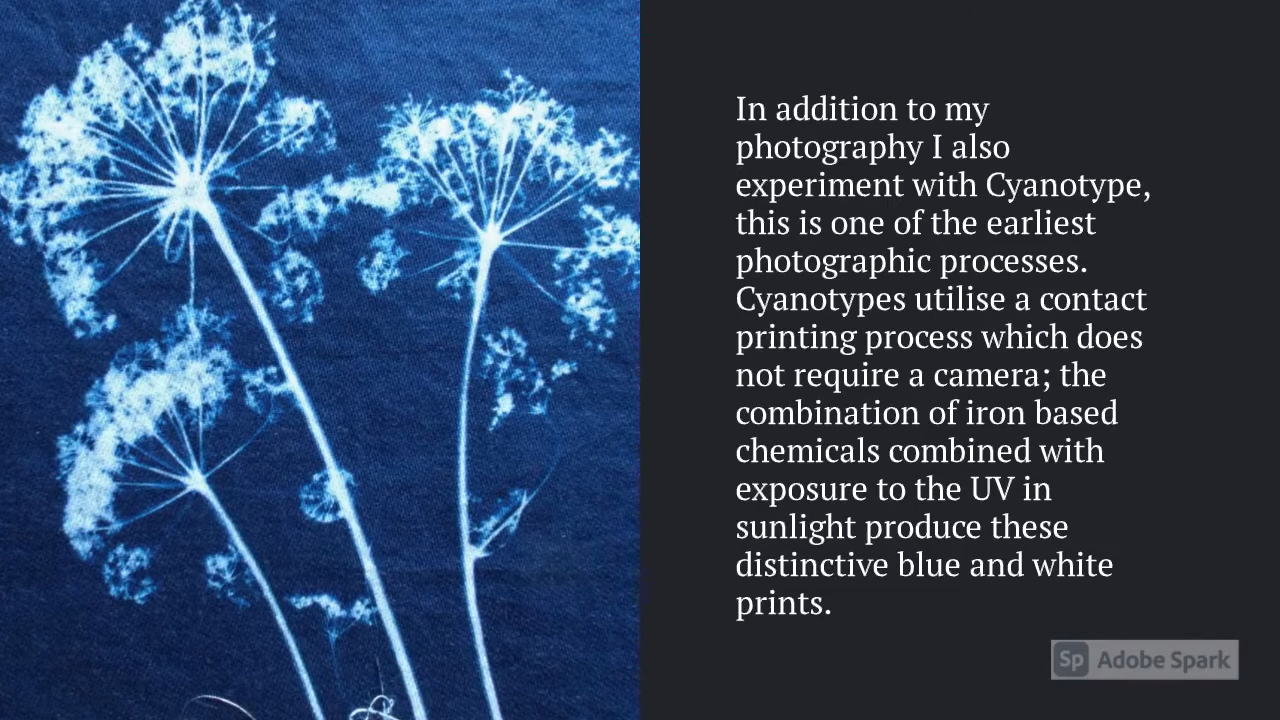 In addition to my
photography I also
experiment with Cyanotype,
this is one of the earliest
photographic processes.
Cyanotypes utilise a contact
printing process which does
not require a camera; the
combination of iron based
chemicals combined with
exposure to the UV in
sunlight produce these
distinctive blue and white
prints.
Sp Adobe Spark